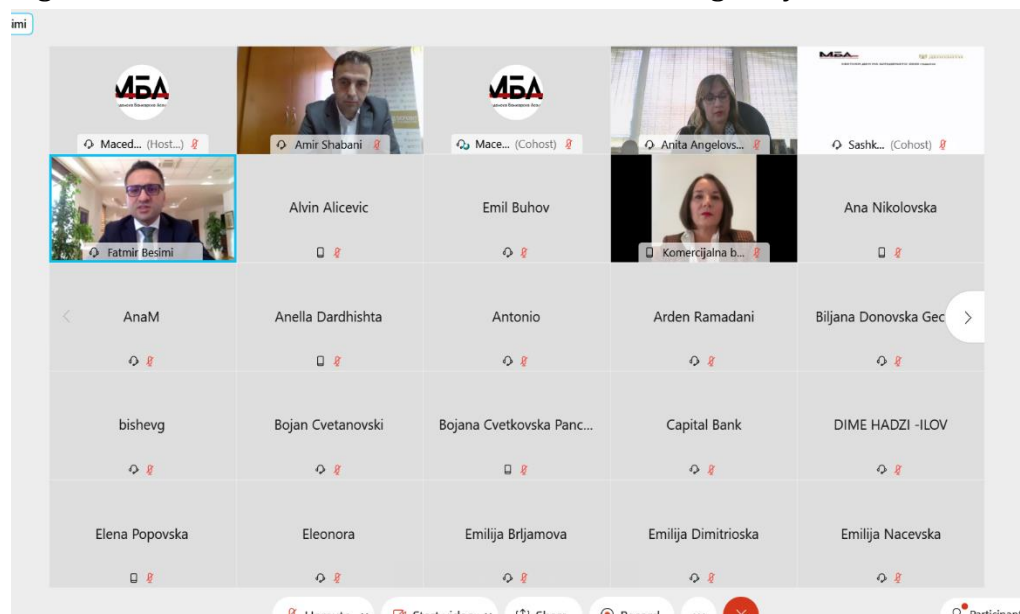 imi
МБА
Maced... (Host...)
Amir Shabani
МБА
Mace... (Cohost)
Anita Angelovs...
МБА
Sashk... (Cohost)
Fatmir Besimi
Alvin Alicevic
Emil Buhov
Komercijalna b...
Ana Nikolovska
AnaM
Anella Dardhishta
Antonio
Arden Ramadani
Biljana Donovska Gec
bishevg
Bojan Cvetanovski
Bojana Cvetkovska Panc...
Capital Bank
DIME HADZI -ILOV
Elena Popovska
Eleonora
Emilija Brljamova
Emilija Dimitrioska
Emilija Nacevska